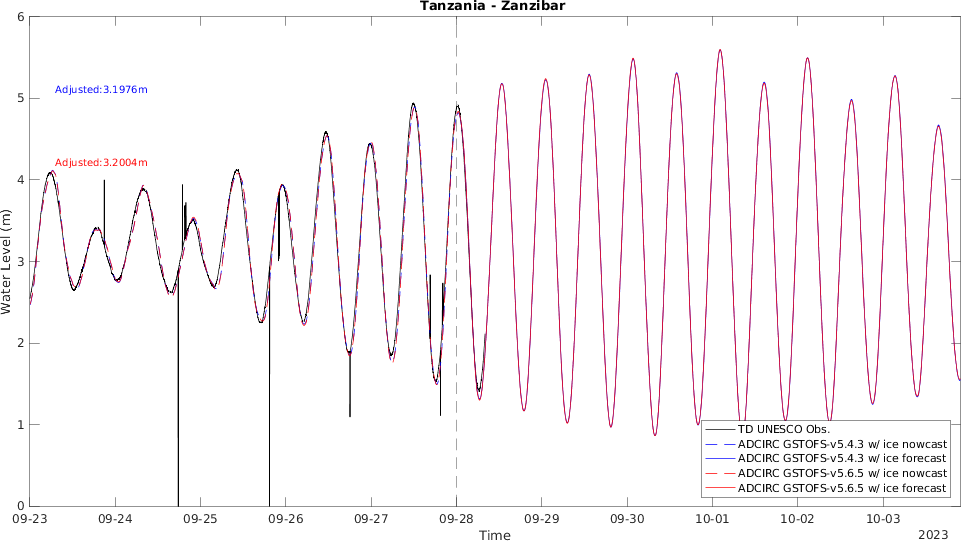 Tanzania - Zanzibar
6
5
4
3
2
1
0
Water Level (m)
Adjusted:3.1976m
Adjusted:3.2004m
TD UNESCO Obs.
ADCIRC GSTOFS-v5.4.3 w/ ice nowcast
ADCIRC GSTOFS-v5.4.3 w/ ice forecast
ADCIRC GSTOFS-v5.6.5 w/ ice nowcast
ADCIRC GSTOFS-v5.6.5 w/ ice forecast
09-23 09-24 09-25 09-26 09-27 09-28 09-29 09-30 10-01 10-02 10-03
Time
2023